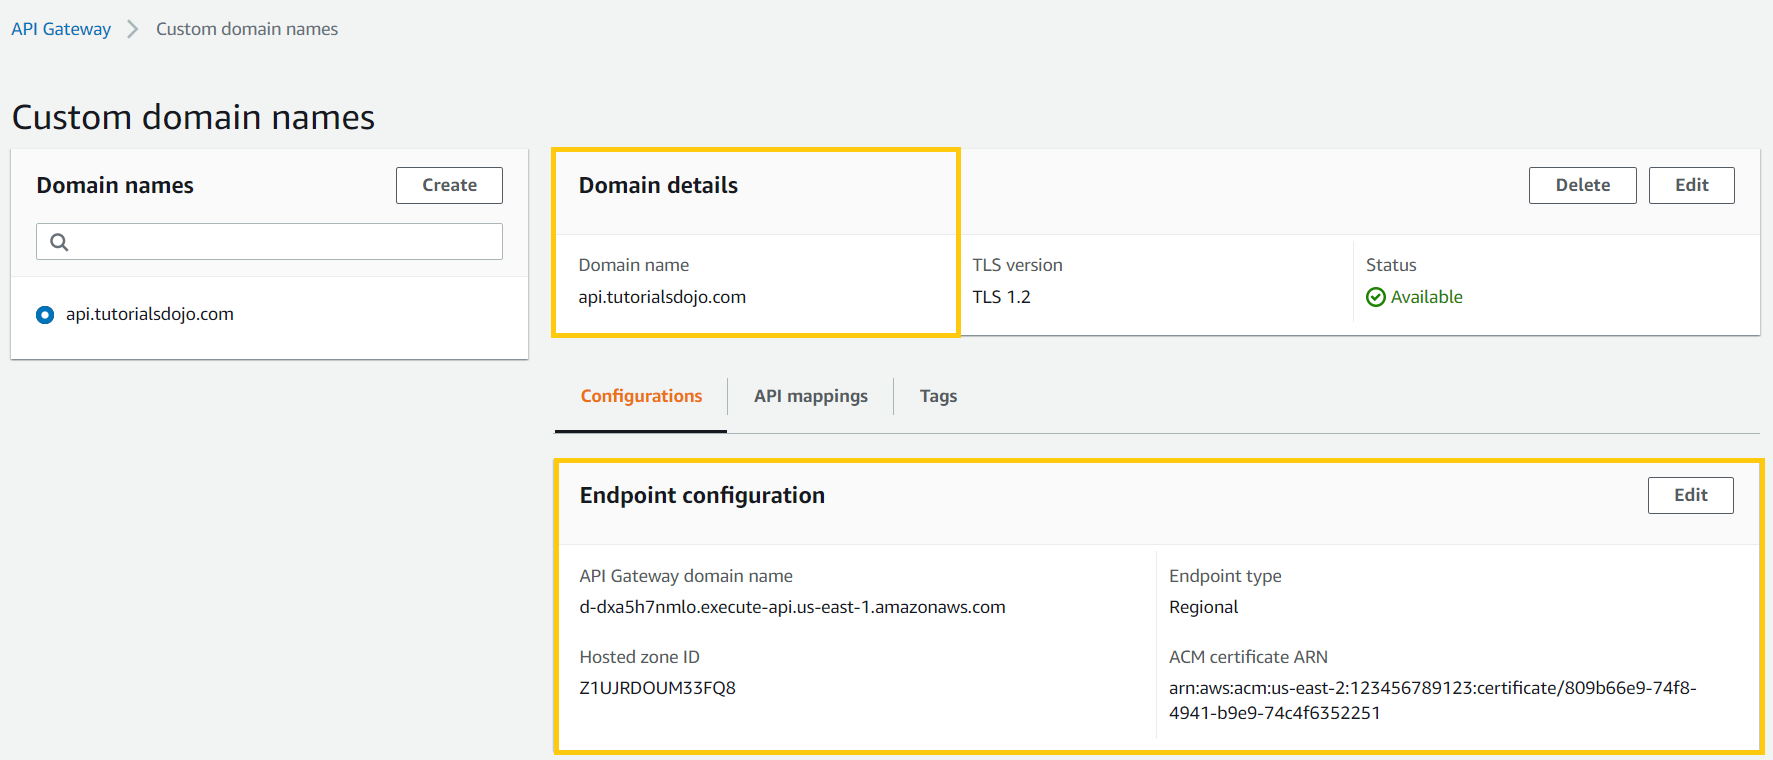 API Gateway
Custom domain names
Custom domain names
Domain names
Create
api.tutorialsdojo.com
Domain details
Delete
Edit
Domain name
api.tutorialsdojo.com
TLS version
TLS 1.2
Status
Available
Configurations
API mappings
Tags
Endpoint configuration
Edit
API Gateway domain name
d-dxa5h7nmlo.execute-api.us-east-1.amazonaws.com
Endpoint type
Regional
Hosted zone ID
Z1UJRDOUM33FQ8
ACM certificate ARN
arn:aws:acm:us-east-2:123456789123:certificate/809b66e9-74f8-
4941-b9e9-74c4f6352251